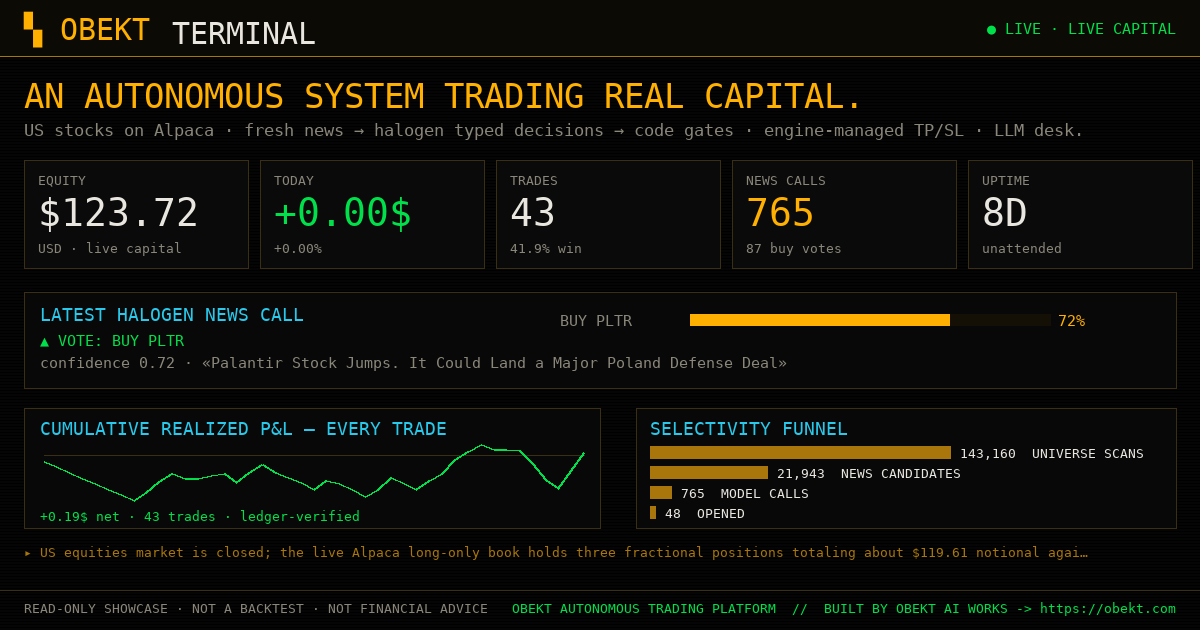 OBEKT TERMINAL
● LIVE · LIVE CAPITAL
AN AUTONOMOUS SYSTEM TRADING REAL CAPITAL.
US stocks on Alpaca · fresh news → halogen typed decisions → code gates · engine-managed TP/SL · LLM desk.
EQUITY
$123.72
USD · live capital
TODAY
+0.00$
+0.00%
TRADES
43
41.9% win
NEWS CALLS
765
87 buy votes
UPTIME
8D
unattended
LATEST HALOGEN NEWS CALL
▲ VOTE: BUY PLTR
confidence 0.72 · «Palantir Stock Jumps. It Could Land a Major Poland Defense Deal»
BUY PLTR 72%
CUMULATIVE REALIZED P&L — EVERY TRADE
+0.19$ net · 43 trades · ledger-verified
SELECTIVITY FUNNEL
143,160 UNIVERSE SCANS
21,943 NEWS CANDIDATES
765 MODEL CALLS
48 OPENED
▸ US equities market is closed; the live Alpaca long-only book holds three fractional positions totaling about $119.61 notional agai…
READ-ONLY SHOWCASE · NOT A BACKTEST · NOT FINANCIAL ADVICE
OBEKT AUTONOMOUS TRADING PLATFORM // BUILT BY OBEKT AI WORKS -> https://obekt.com